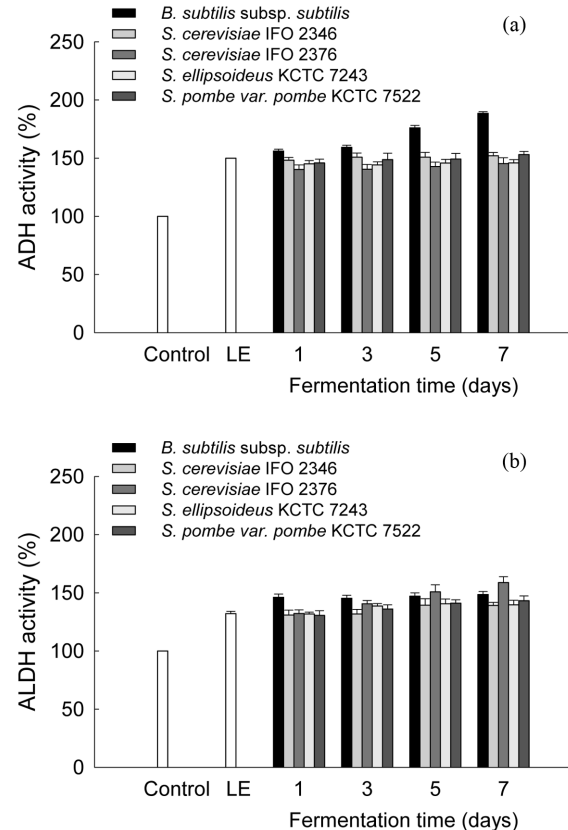 B. subtilis subsp. subtilis
S. cerevisiae IFO 2346
S. cerevisiae IFO 2376
S. ellipsoideus KCTC 7243
S. pombe var. pombe KCTC 7522
(a)
250
200
150
100
50
0
ADH activity (%)
Control LE 1 3 5 7
Fermentation time (days)
B. subtilis subsp. subtilis
S. cerevisiae IFO 2346
S. cerevisiae IFO 2376
S. ellipsoideus KCTC 7243
S. pombe var. pombe KCTC 7522
(b)
250
200
150
100
50
0
ALDH activity (%)
Control LE 1 3 5 7
Fermentation time (days)